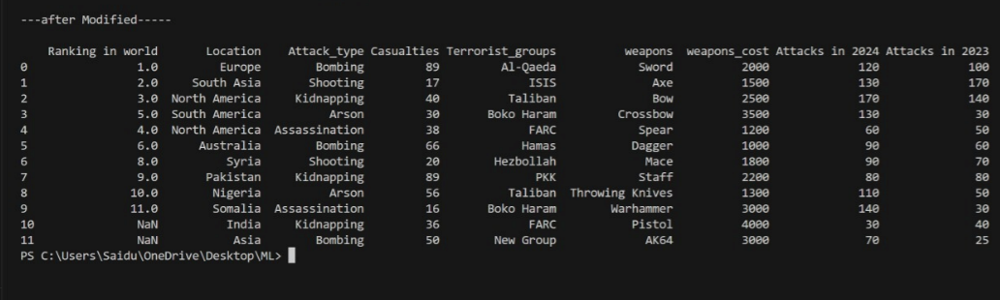 ---after Modified-----
Ranking in world Location Attack_type Casualties Terrorist_groups weapons weapons_cost Attacks in 2024 Attacks in 2023
0 1.0 Europe Bombing 89 Al-Qaeda Sword 2000 120 100
1 2.0 South Asia Shooting 17 ISIS Axe 1500 130 170
2 3.0 North America Kidnapping 40 Taliban Bow 2500 170 140
3 5.0 South America Arson 30 Boko Haram Crossbow 3500 130 30
4 4.0 North America Assassination 38 FARC Spear 1200 60 50
5 6.0 Australia Bombing 66 Hamas Dagger 1000 90 60
6 8.0 Syria Shooting 20 Hezbollah Mace 1800 90 70
7 9.0 Pakistan Kidnapping 89 PKK Staff 2200 80 80
8 10.0 Nigeria Arson 56 Taliban Throwing Knives 1300 110 50
9 11.0 Somalia Assassination 16 Boko Haram Warhammer 3000 140 30
10 NaN India Kidnapping 36 FARC Pistol 4000 30 40
11 NaN Asia Bombing 50 New Group AK64 3000 70 25
PS C:\Users\Saidu\OneDrive\Desktop\ML>